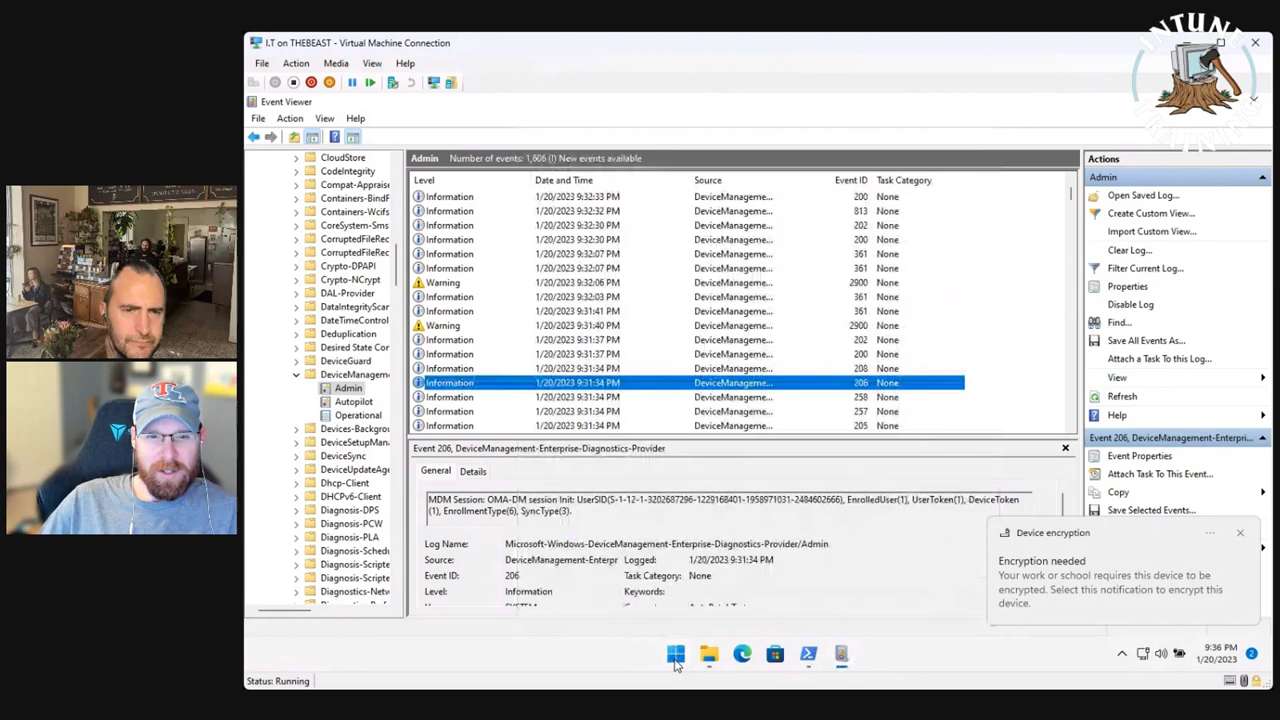 INTUNE
TRAINING
I.T on THEBEAST - Virtual Machine Connection
File Action Media View Help
Event Viewer
File Action View Help
CloudStore
CodeIntegrity
Compat-Appraise
Containers-BindF
Containers-Wcifs
CoreSystem-Sms
CorruptedFileRec
CorruptedFileRec
Crypto-DPAPI
Crypto-NCrypt
DAL-Provider
DataIntegrityScan
DateTimeControl
Deduplication
Desired State Con
DeviceGuard
DeviceManageme
Admin
Autopilot
Operational
Devices-Backgrou
DeviceSetupMan
DeviceSync
DeviceUpdateAge
Dhcp-Client
DHCPv6-Client
Diagnosis-DPS
Diagnosis-PCW
Diagnosis-PLA
Diagnosis-Schedu
Diagnosis-Scripte
Diagnosis-Scripte
Diagnostics-Netw
Admin Number of events: 1,606 (!) New events available
Level Date and Time Source Event ID Task Category
Information 1/20/2023 9:32:33 PM DeviceManageme... 200 None
Information 1/20/2023 9:32:32 PM DeviceManageme... 813 None
Information 1/20/2023 9:32:30 PM DeviceManageme... 202 None
Information 1/20/2023 9:32:30 PM DeviceManageme... 200 None
Information 1/20/2023 9:32:07 PM DeviceManageme... 361 None
Information 1/20/2023 9:32:07 PM DeviceManageme... 361 None
Warning 1/20/2023 9:32:06 PM DeviceManageme... 2900 None
Information 1/20/2023 9:32:03 PM DeviceManageme... 361 None
Information 1/20/2023 9:31:41 PM DeviceManageme... 361 None
Warning 1/20/2023 9:31:40 PM DeviceManageme... 2900 None
Information 1/20/2023 9:31:37 PM DeviceManageme... 202 None
Information 1/20/2023 9:31:37 PM DeviceManageme... 200 None
Information 1/20/2023 9:31:34 PM DeviceManageme... 208 None
Information 1/20/2023 9:31:34 PM DeviceManageme... 206 None
Information 1/20/2023 9:31:34 PM DeviceManageme... 258 None
Information 1/20/2023 9:31:34 PM DeviceManageme... 257 None
Information 1/20/2023 9:31:34 PM DeviceManageme... 205 None
Event 206, DeviceManagement-Enterprise-Diagnostics-Provider
General Details
MDM Session: OMA-DM session Init: UserSID(S-1-12-1-3202687296-1229168401-1958971031-2484602666), EnrolledUser(1), UserToken(1), DeviceToken
(1), EnrollmentType(6), SyncType(3).
Log Name: Microsoft-Windows-DeviceManagement-Enterprise-Diagnostics-Provider/Admin
Source: DeviceManagement-Enterpr Logged: 1/20/2023 9:31:34 PM
Event ID: 206 Task Category: None
Level: Information Keywords:
Actions
Admin
Open Saved Log...
Create Custom View...
Import Custom View...
Clear Log...
Filter Current Log...
Properties
Disable Log
Find...
Save All Events As...
Attach a Task To this Log...
View
Refresh
Help
Event 206, DeviceManagement-Enterpri...
Event Properties
Attach Task To This Event...
Copy
Save Selected Events...
Device encryption
Encryption needed
Your work or school requires this device to be
encrypted. Select this notification to encrypt this
device.
9:36 PM
1/20/2023
2
Status: Running